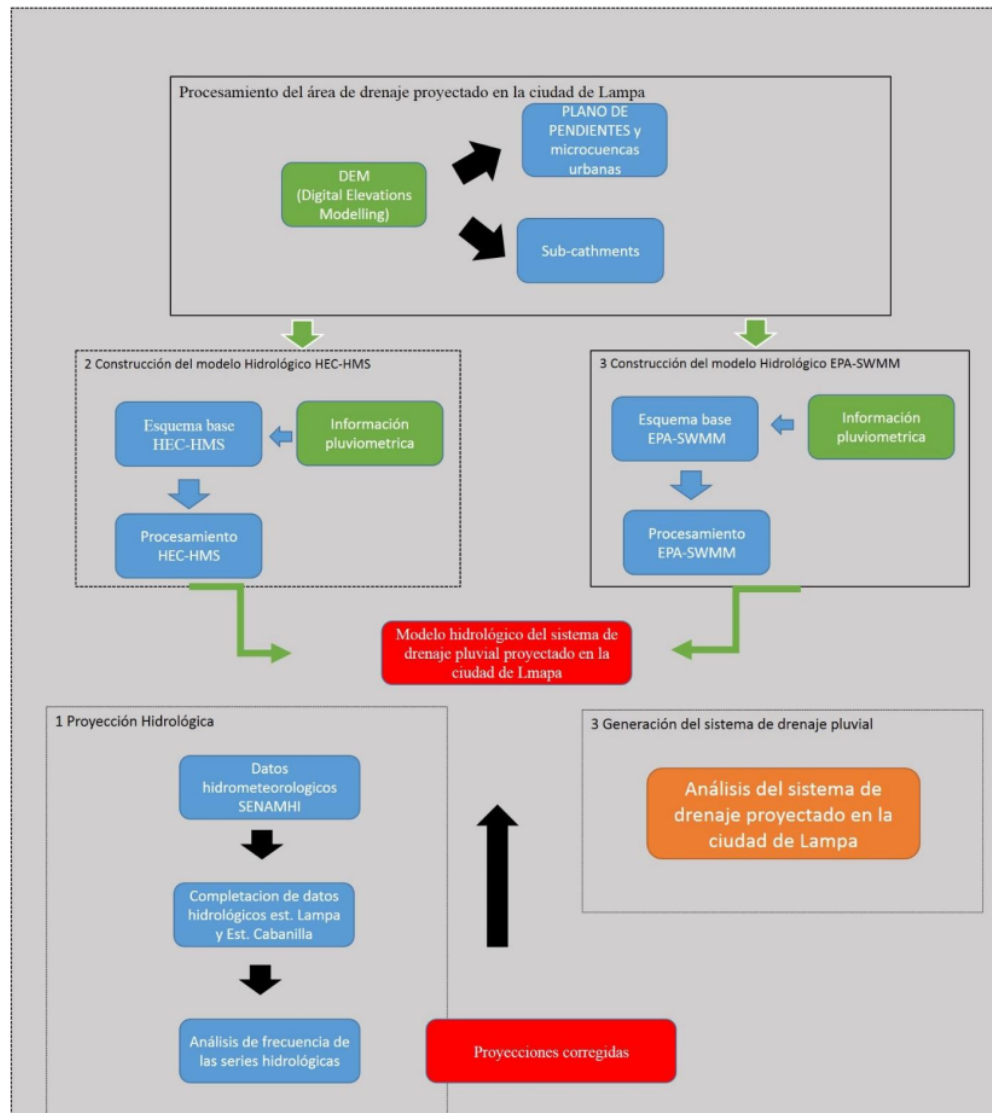 Procesamiento del área de drenaje proyectado en la ciudad de Lampa
PLANO DE
PENDIENTES y
microcuencas
urbanas
DEM
(Digital Elevations
Modelling)
Sub-cathments
2 Construcción del modelo Hidrológico HEC-HMS
Esquema base
HEC-HMS
Información
pluviometrica
Procesamiento
HEC-HMS
3 Construcción del modelo Hidrológico EPA-SWMM
Esquema base
EPA-SWMM
Información
pluviometrica
Procesamiento
EPA-SWMM
Modelo hidrológico del sistema de
drenaje pluvial proyectado en la
ciudad de Lmapa
1 Proyección Hidrológica
Datos
hidrometeorologicos
SENAMHI
Completacion de datos
hidrológicos est. Lampa
y Est. Cabanilla
Análisis de frecuencia de
las series hidrológicas
Proyecciones corregidas
3 Generación del sistema de drenaje pluvial
Análisis del sistema de
drenaje proyectado en la
ciudad de Lampa